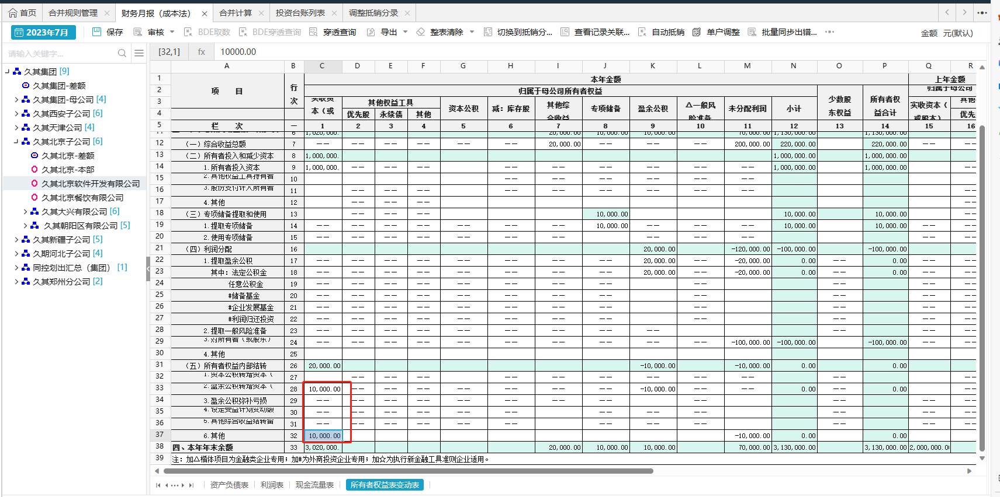 首页 合并规则管理 × 财务月报（成本法） × 合并计算 × 投资台账列表 × 调整抵销分录 ×
2023年7月 保存 审核 BDE取数 BDE穿透查询 穿透查询 导出 整表清除 切换到抵销分... 查看记录关联... 自动抵销 单户调整 批量同步出错... 金额 元(默认)
请输入关键字...
久其集团 [9]
久其集团-差额
久其集团-母公司 [4]
久其西安子公司 [6]
久其天津公司 [4]
久其北京子公司 [6]
久其北京-差额
久其北京-本部
久其北京软件开发有限公司
久其北京餐饮有限公司
久其大兴有限公司 [6]
久其朝阳区有限公司 [5]
久其新疆子公司 [5]
久期河北子公司 [4]
同控划出汇总（集团） [1]
久其郑州分公司 [2]
[32,1] fx 10000.00
A B C D E F G H I J K L M N O P Q R
1 项 目 行次 本年金额 上年金额
2 归属于母公司所有者权益 少数股东权益 所有者权益合计 归属于母公司
3 实收资本（或 其他权益工具 资本公积 减：库存股 其他综合收益 专项储备 盈余公积 △一般风险准备 未分配利润 小计 实收资本（或股本）
4 优先股 永续债 其他 优先
5 栏 次 — 1 2 3 4 5 6 7 8 9 10 11 12 13 14 15 16
11 6 1,020,000. 20,000.00 10,000.00 10,000.00 70,000.00 1,130,000.00 1,130,000.00
12 （一）综合收益总额 7 —— —— —— —— —— —— 20,000.00 —— —— —— 200,000.00 220,000.00 220,000.00 —— ——
13 （二）所有者投入和减少资本 8 1,000,000. 1,000,000.00 1,000,000.00
14 1.所有者投入资本 9 1,000,000. —— —— —— —— —— —— —— —— —— 1,000,000.00 1,000,000.00 ——
15 2.其他权益工具持有者 10 —— —— —— —— —— ——
16 3.股份支付计入所有者 11 —— —— —— —— —— —— —— —— ——
17 4.其他 12 —— —— —— ——
18 （三）专项储备提取和使用 13 —— —— —— 10,000.00 10,000.00 10,000.00 ——
19 1.提取专项储备 14 —— —— —— —— —— —— —— 10,000.00 —— —— —— 10,000.00 10,000.00 —— ——
20 2.使用专项储备 15 —— —— —— —— —— —— —— —— —— —— —— ——
21 （四）利润分配 16 20,000.00 -120,000.00 -100,000.00 -100,000.00
22 1.提取盈余公积 17 —— —— —— —— —— —— —— —— 20,000.00 —— -20,000.00 0.00 —— 0.00 —— ——
23 其中：法定公积金 18 —— —— —— —— —— —— —— —— 20,000.00 —— -20,000.00 0.00 —— 0.00 —— ——
24 任意公积金 19 —— —— —— —— —— —— —— —— —— —— —— ——
25 #储备基金 20 —— —— —— —— —— —— —— —— —— —— —— ——
26 #企业发展基金 21 —— —— —— —— —— —— —— —— —— —— —— ——
27 #利润归还投资 22 —— —— —— —— —— —— —— —— —— —— —— ——
28 2.提取一般风险准备 23 —— —— —— —— —— —— —— —— —— —— —— ——
29 3.对所有者（或股东） 24 —— —— —— —— —— —— —— —— —— —— -100,000.00 -100,000.00 -100,000.00 —— ——
30 4.其他 25
31 （五）所有者权益内部结转 26 20,000.00 -10,000.00 -10,000.00 0.00 0.00
32 1.资本公积转增资本（ 27 —— —— —— —— —— —— —— —— —— —— ——
33 2.盈余公积转增资本（ 28 10,000.00 —— —— —— —— —— —— —— -10,000.00 —— —— 0.00 —— 0.00 ——
34 3.盈余公积弥补亏损 29 —— —— —— —— —— —— —— —— —— —— ——
35 4.设定受益计划变动额 30 —— —— —— —— —— —— —— —— —— —— ——
36 5.其他综合收益结转留 31 —— —— —— —— —— —— —— —— —— —— ——
37 6.其他 32 10,000.00 -10,000.00 0.00 0.00
38 四、本年年末余额 33 3,020,000. 20,000.00 10,000.00 10,000.00 70,000.00 3,130,000.00 3,130,000.00 2,000,000.0
39 注：加△楷体项目为金融类企业专用；加#为外商投资企业专用；加☆为执行新金融工具准则企业适用。
资产负债表 利润表 现金流量表 所有者权益表变动表